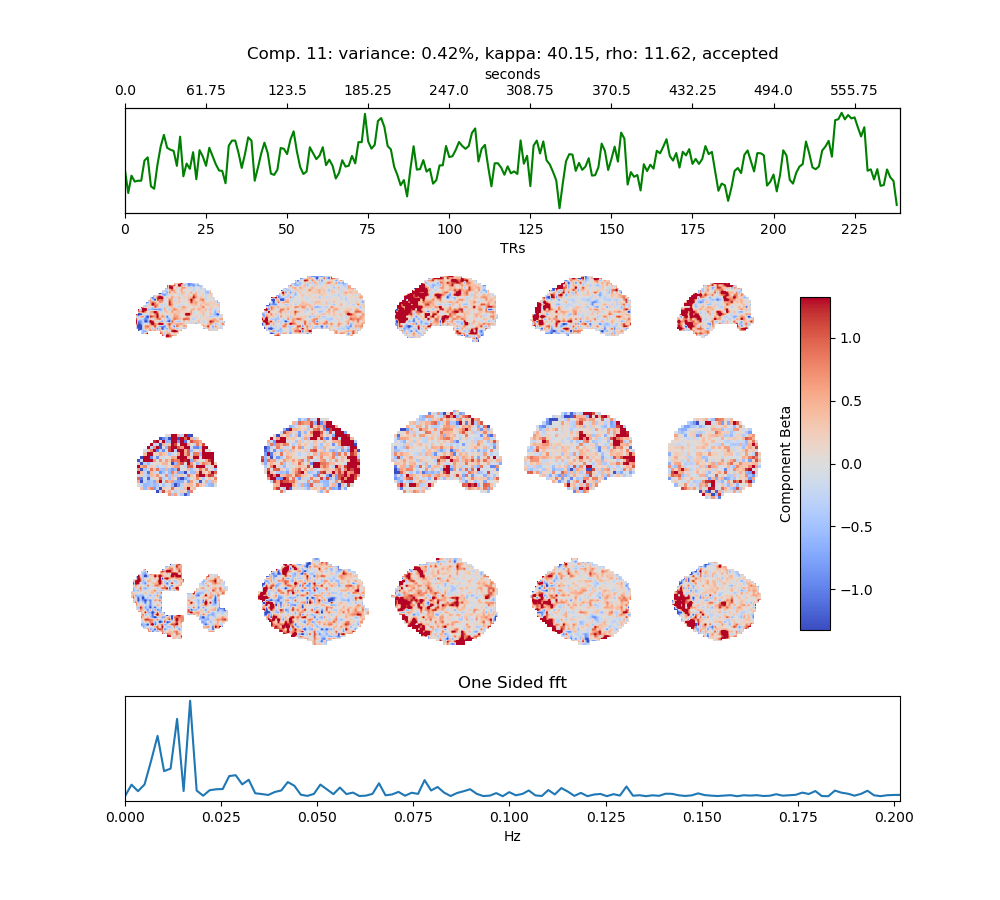 Comp. 11: variance: 0.42%, kappa: 40.15, rho: 11.62, accepted
seconds
0.0 61.75 123.5 185.25 247.0 308.75 370.5 432.25 494.0 555.75
0 25 50 75 100 125 150 175 200 225
TRs
1.0
0.5
0.0
−0.5
−1.0
Component Beta
One Sided fft
0.000 0.025 0.050 0.075 0.100 0.125 0.150 0.175 0.200
Hz